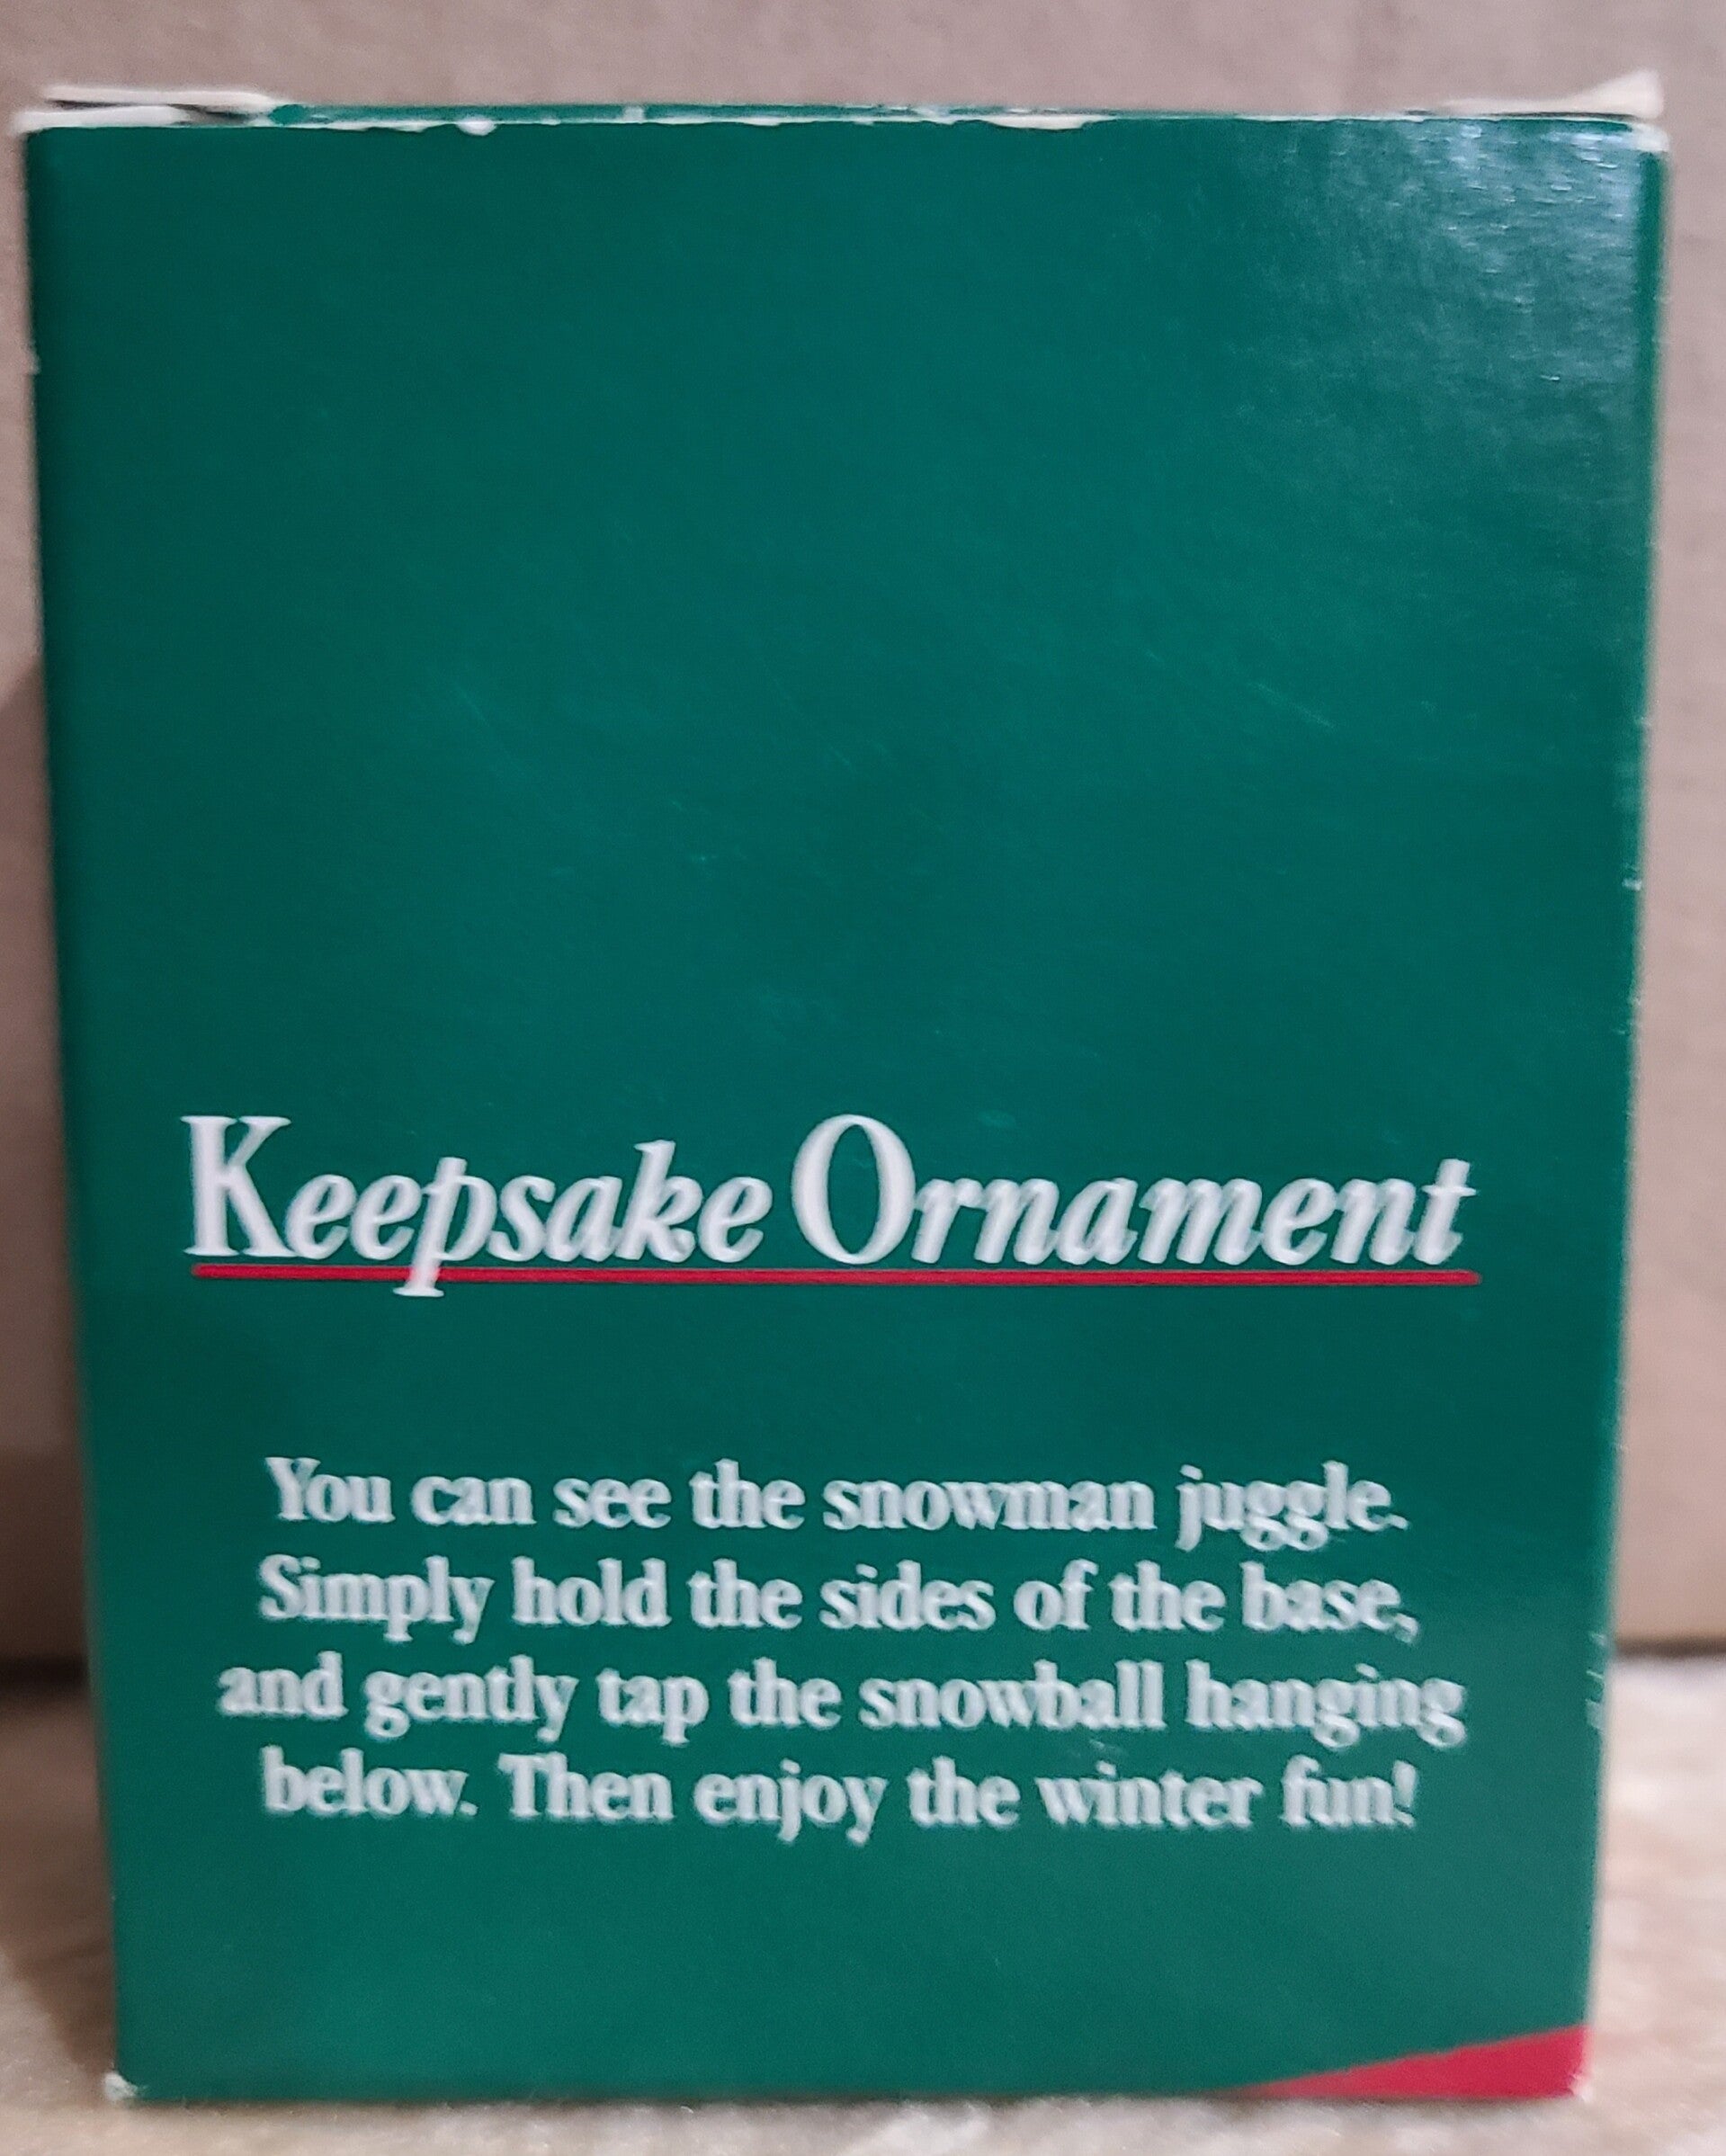 Keepsake Ornament
You can see the snowman juggle.
Simply hold the sides of the base,
and gently tap the snowball hanging
below. Then enjoy the winter fun!